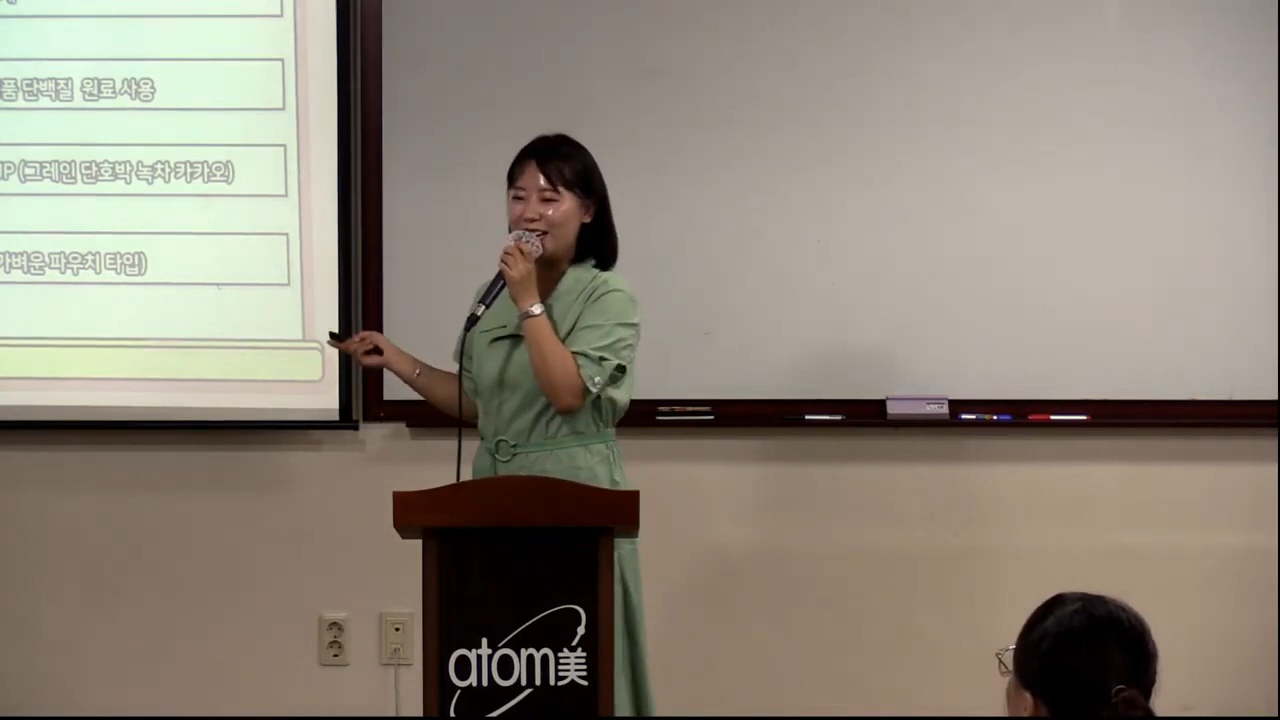 품 단백질 원료 사용
(그레인 단호박 녹차 카카오)
가벼운 파우치 타입)
atom美